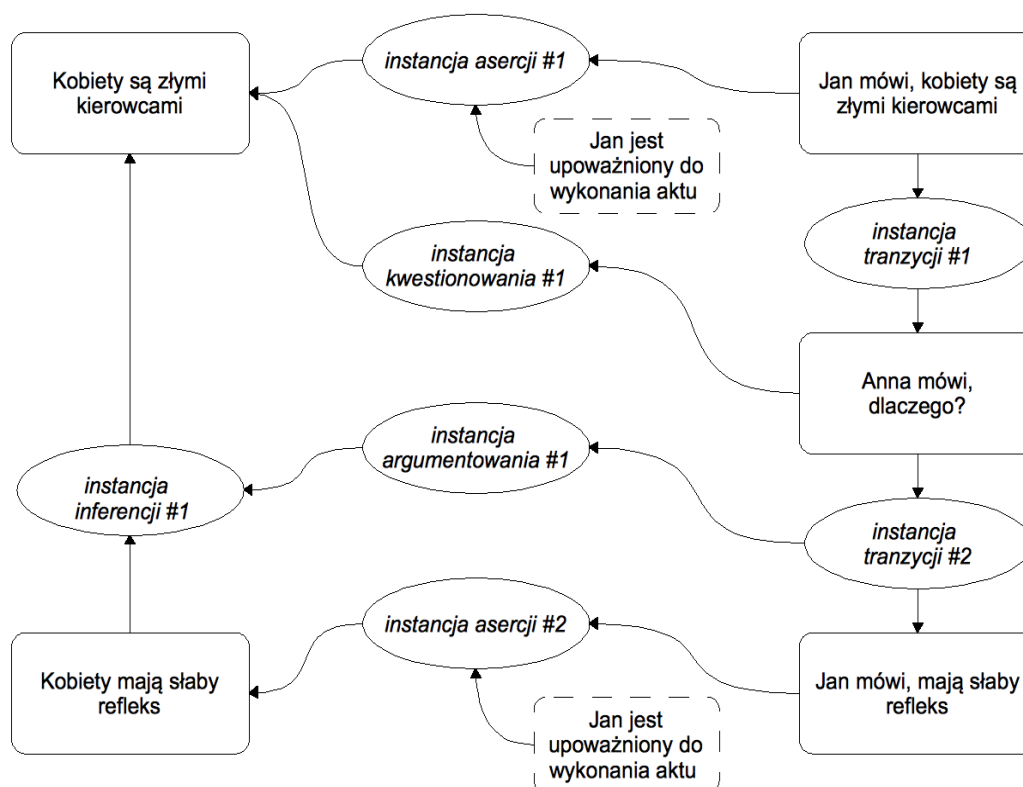 Kobiety są złymi
kierowcami
instancja asercji #1
Jan mówi, kobiety są
złymi kierowcami
Jan jest
upoważniony do
wykonania aktu
instancja
tranzycji #1
instancja
kwestionowania #1
Anna mówi,
dlaczego?
instancja
argumentowania #1
instancja
inferencji #1
instancja
tranzycji #2
instancja asercji #2
Kobiety mają słaby
refleks
Jan mówi, mają słaby
refleks
Jan jest
upoważniony do
wykonania aktu